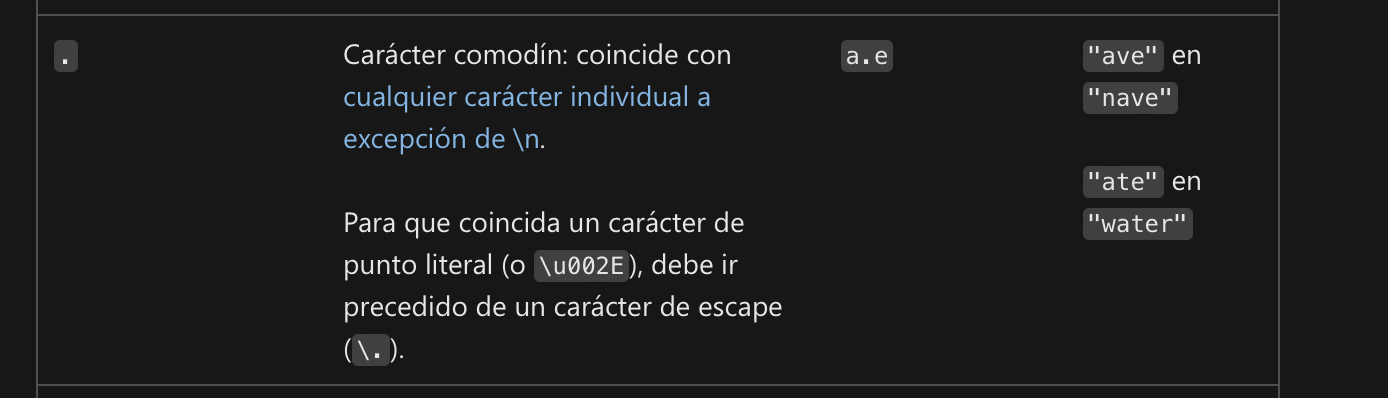 .
Carácter comodín: coincide con
cualquier carácter individual a
excepción de \n.
Para que coincida un carácter de
punto literal (o \u002E), debe ir
precedido de un carácter de escape
(\.).
a.e
"ave" en
"nave"
"ate" en
"water"